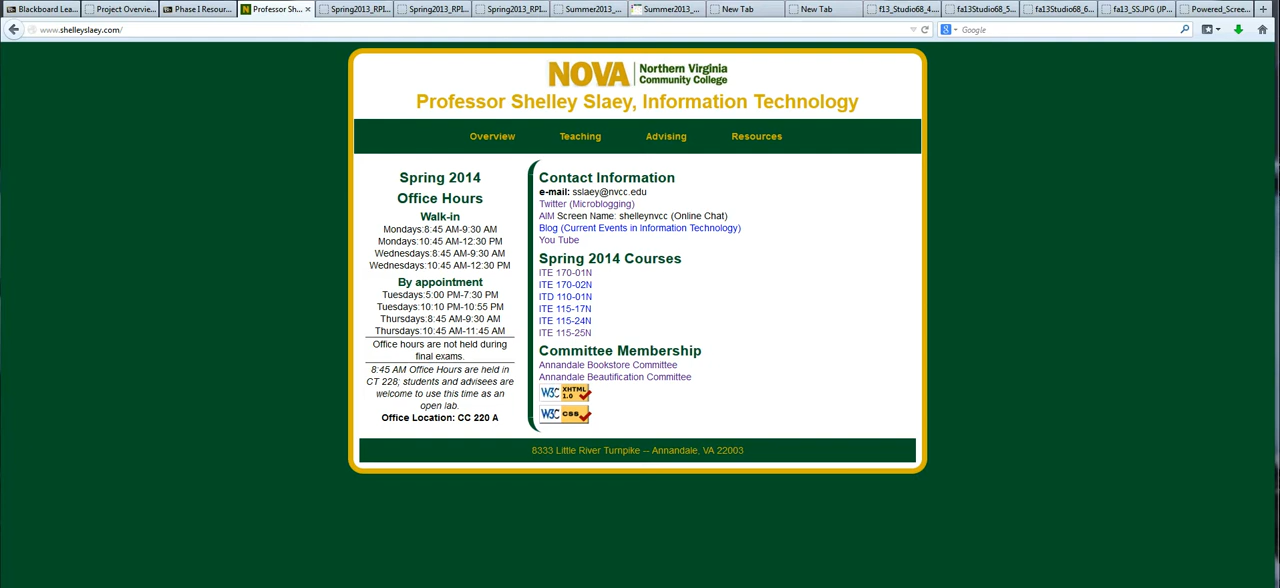 Blackboard Lea...
Project Overvie...
Phase I Resour...
Professor Sh...
Spring2013_RPI...
Spring2013_RPI...
Spring2013_RPI...
Summer2013_...
Summer2013_...
New Tab
New Tab
f13_Studio68_4....
fa13Studio68_5....
fa13Studio68_6....
fa13_SS.JPG (JP...
Powered_Scree...
www.shelleyslaey.com/
Google
NOVA
Northern Virginia
Community College
Professor Shelley Slaey, Information Technology
Overview
Teaching
Advising
Resources
Spring 2014
Office Hours
Walk-in
Mondays:8:45 AM-9:30 AM
Mondays:10:45 AM-12:30 PM
Wednesdays:8:45 AM-9:30 AM
Wednesdays:10:45 AM-12:30 PM
By appointment
Tuesdays:5:00 PM-7:30 PM
Tuesdays:10:10 PM-10:55 PM
Thursdays:8:45 AM-9:30 AM
Thursdays:10:45 AM-11:45 AM
Office hours are not held during
final exams.
8:45 AM Office Hours are held in
CT 228; students and advisees are
welcome to use this time as an
open lab.
Office Location: CC 220 A
Contact Information
e-mail: sslaey@nvcc.edu
Twitter (Microblogging)
AIM Screen Name: shelleynvcc (Online Chat)
Blog (Current Events in Information Technology)
You Tube
Spring 2014 Courses
ITE 170-01N
ITE 170-02N
ITD 110-01N
ITE 115-17N
ITE 115-24N
ITE 115-25N
Committee Membership
Annandale Bookstore Committee
Annandale Beautification Committee
W3C XHTML 1.0
W3C css
8333 Little River Turnpike -- Annandale, VA 22003